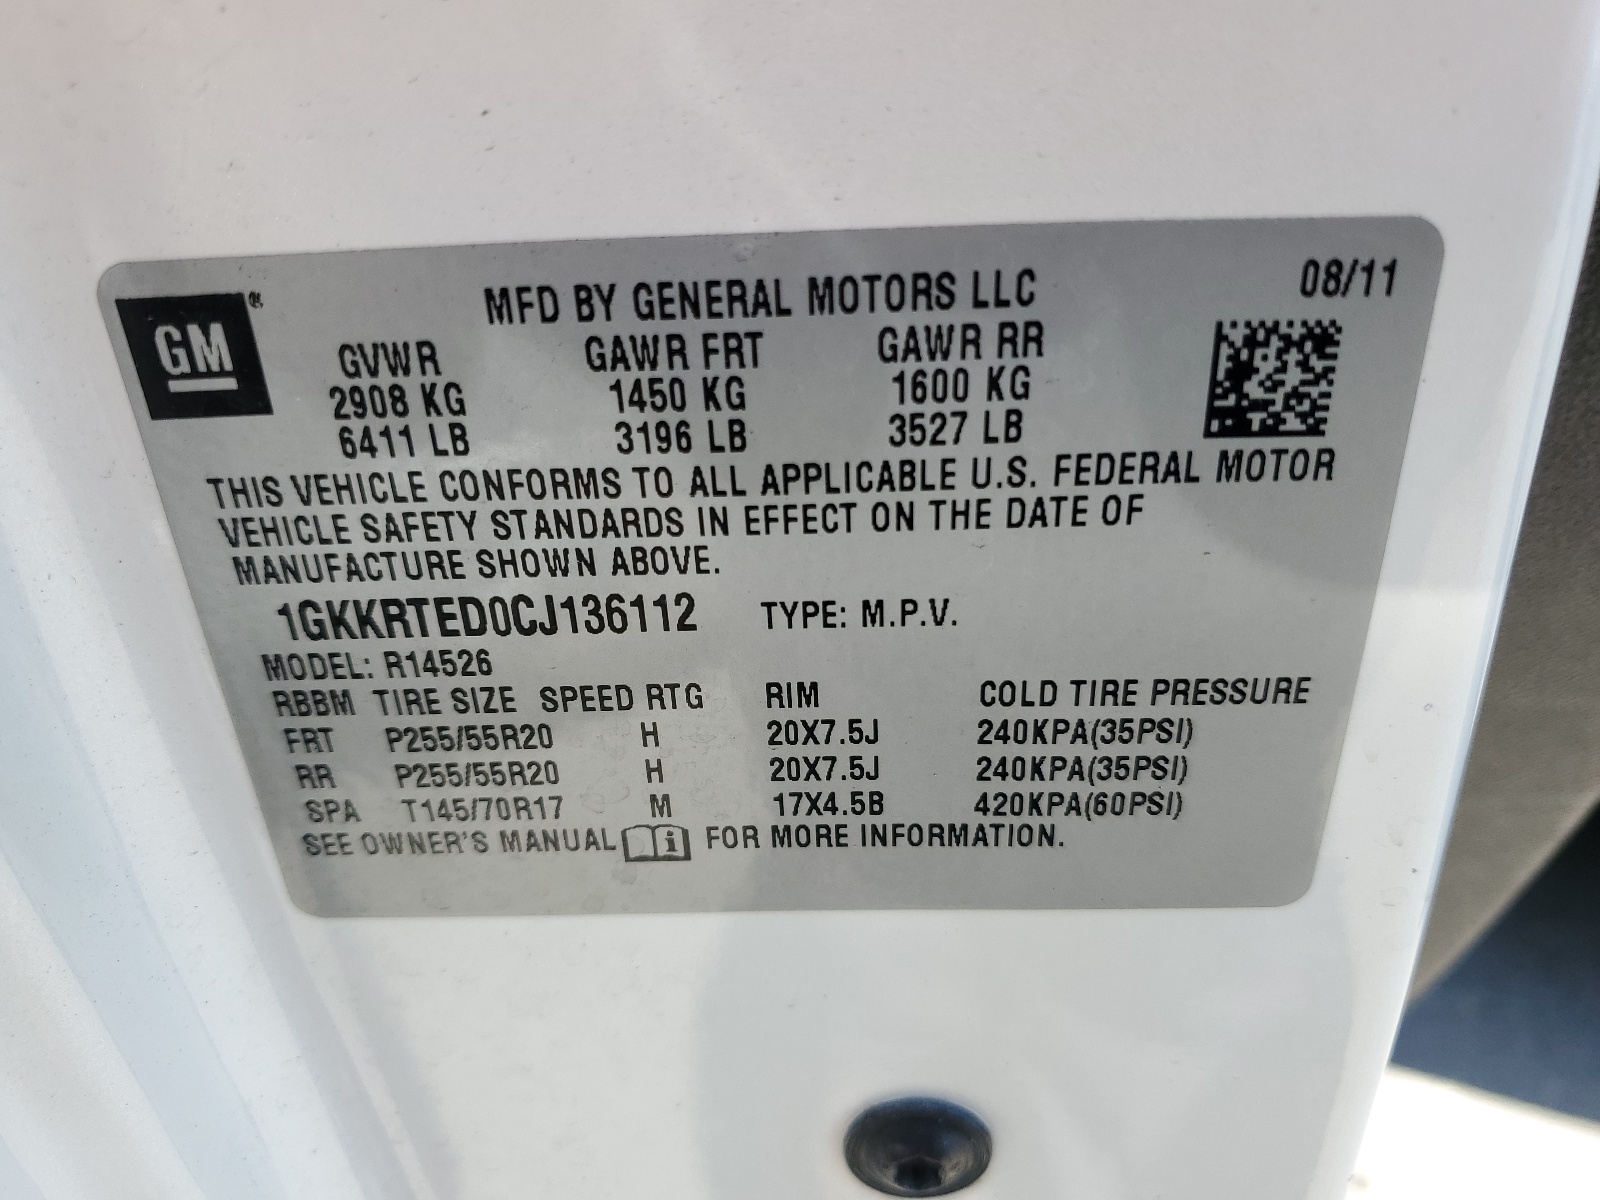 08/11
GM®
MFD BY GENERAL MOTORS LLC
GVWR GAWR FRT GAWR RR
2908 KG 1450 KG 1600 KG
6411 LB 3196 LB 3527 LB
THIS VEHICLE CONFORMS TO ALL APPLICABLE U.S. FEDERAL MOTOR
VEHICLE SAFETY STANDARDS IN EFFECT ON THE DATE OF
MANUFACTURE SHOWN ABOVE.
1GKKRTED0CJ136112 TYPE: M.P.V.
MODEL: R14526
RBBM TIRE SIZE SPEED RTG RIM COLD TIRE PRESSURE
FRT P255/55R20 H 20X7.5J 240KPA(35PSI)
RR P255/55R20 H 20X7.5J 240KPA(35PSI)
SPA T145/70R17 M 17X4.5B 420KPA(60PSI)
SEE OWNER'S MANUAL i FOR MORE INFORMATION.